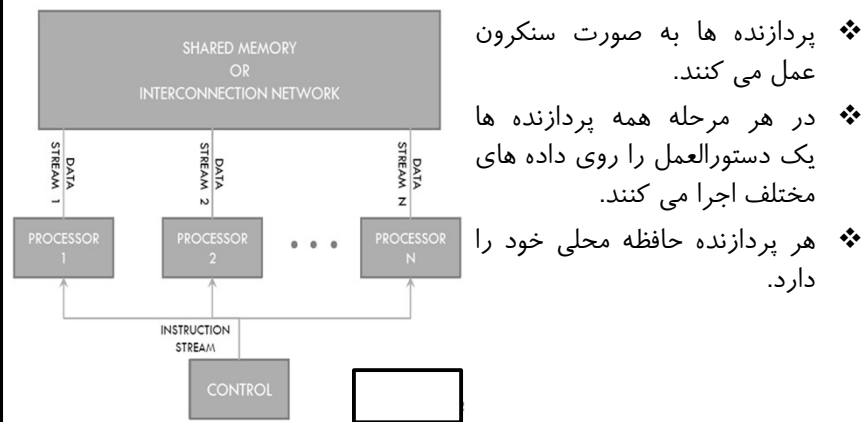 ❖ پردازنده ها به صورت سنکرون
عمل می کنند.
❖ در هر مرحله همه پردازنده ها
یک دستورالعمل را روی داده های
مختلف اجرا می کنند.
❖ هر پردازنده حافظه محلی خود را
دارد.
SHARED MEMORY
OR
INTERCONNECTION NETWORK
DATA
STREAM 1
DATA
STREAM 2
DATA
STREAM N
PROCESSOR
1
PROCESSOR
2
• • •
PROCESSOR
N
INSTRUCTION
STREAM
CONTROL